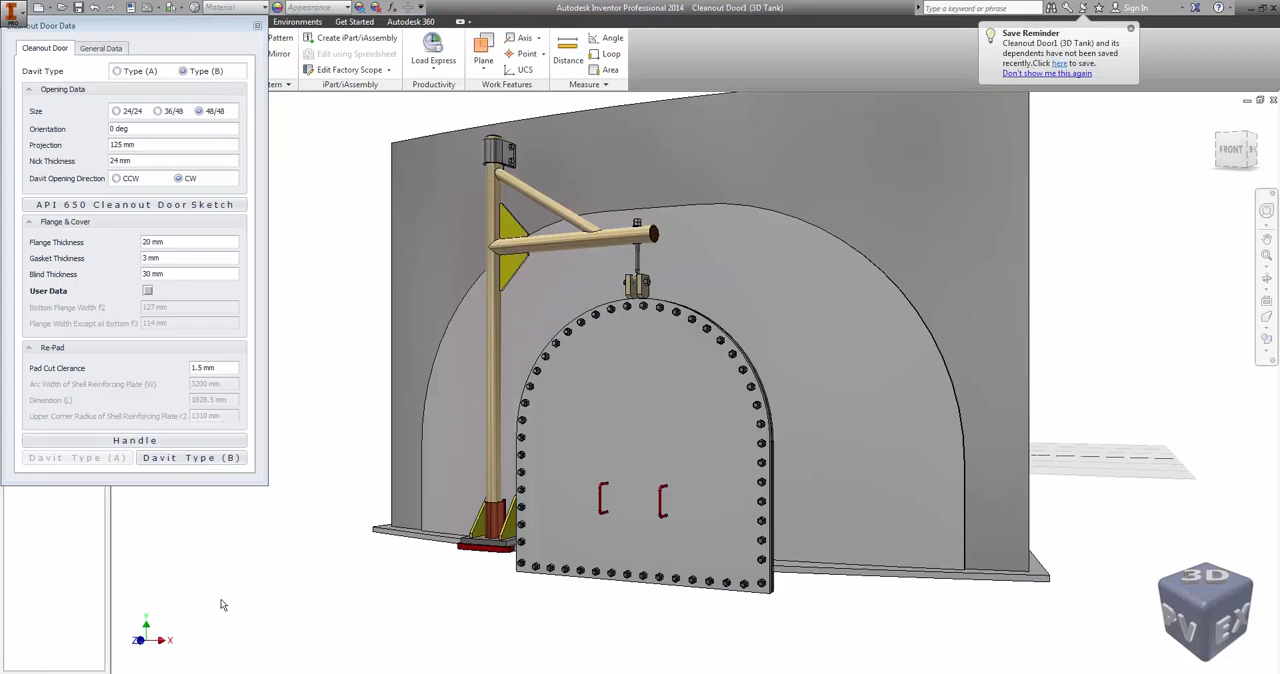 Material
Appearance
Autodesk Inventor Professional 2014   Cleanout Door1 (3D Tank)
Type a keyword or phrase
Sign In
PRO
Cleanout Door Data
Environments
Get Started
Autodesk 360
Save Reminder
Cleanout Door1 (3D Tank) and its
dependents have not been saved
recently.Click here to save.
Don't show me this again
Cleanout Door
General Data
Pattern
Mirror
Create iPart/iAssembly
Edit using Spreadsheet
Edit Factory Scope
Load Express
Plane
Axis
Point
UCS
Distance
Angle
Loop
Area
iPart/iAssembly
Productivity
Work Features
Measure
Davit Type
Type (A)
Type (B)
Opening Data
Size
24/24
36/48
48/48
Orientation
0 deg
Projection
125 mm
Nick Thickness
24 mm
Davit Opening Direction
CCW
CW
API 650 Cleanout Door Sketch
Flange & Cover
Flange Thickness
20 mm
Gasket Thickness
3 mm
Blind Thickness
30 mm
User Data
Bottom Flange Width f2
127 mm
Flange Width Except at Bottom f3
114 mm
Re-Pad
Pad Cut Clerance
1.5 mm
Arc Width of Shell Reinforcing Plate (W)
3200 mm
Dimension (L)
1828.5 mm
Upper Corner Radius of Shell Reinforcing Plate r2
1310 mm
Handle
Davit Type (A)
Davit Type (B)
FRONT
Y
Z
X
3D
PV
EX